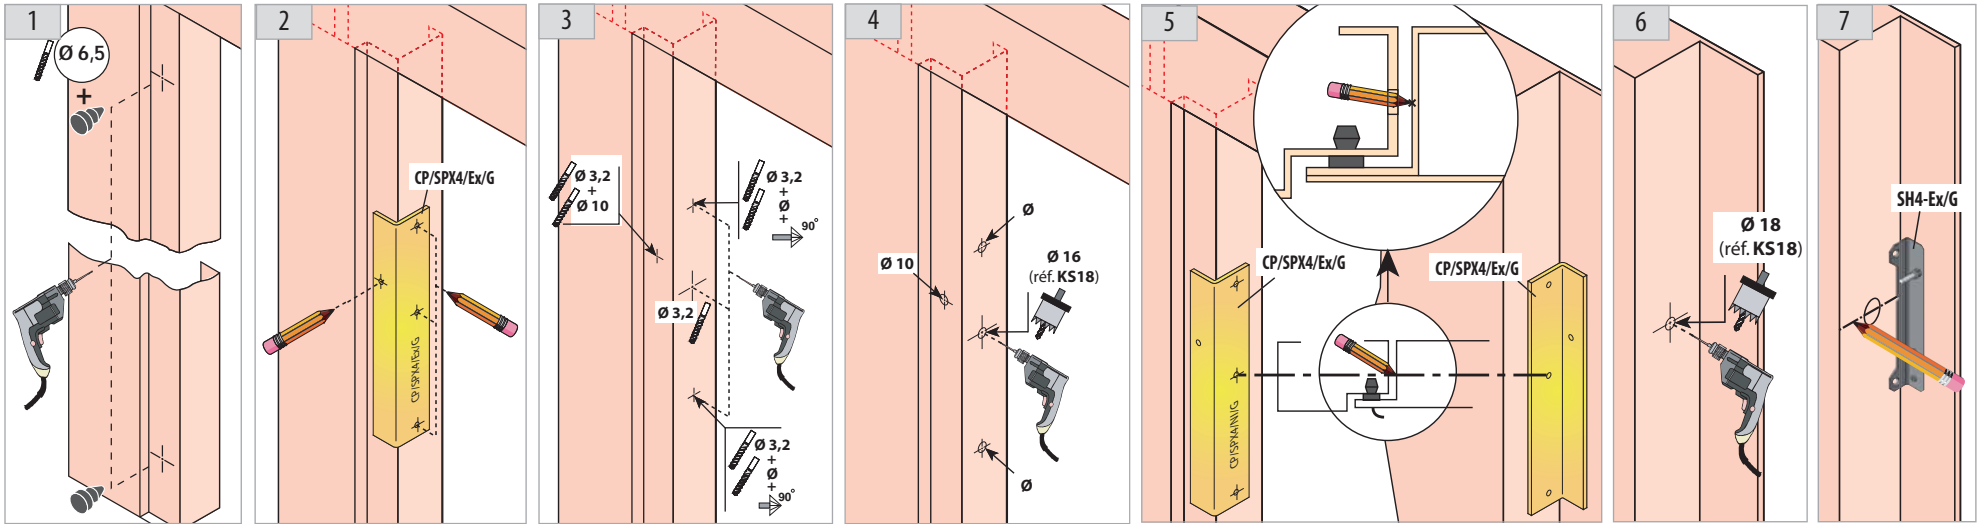 1
Ø 6,5
+
2
CP/SPX4/Ex/G
CP/SPX4/Ex/G
3
Ø 3,2
+
Ø 10
Ø 3,2
+
Ø
+
90°
Ø 3,2
Ø 3,2
+
Ø
+
90°
4
Ø
Ø 10
Ø 16
(réf. KS18)
Ø
5
CP/SPX4/Ex/G
CP/SPX4/Ex/G
CP/SPX4/NI/G
6
Ø 18
(réf. KS18)
7
SH4-Ex/G